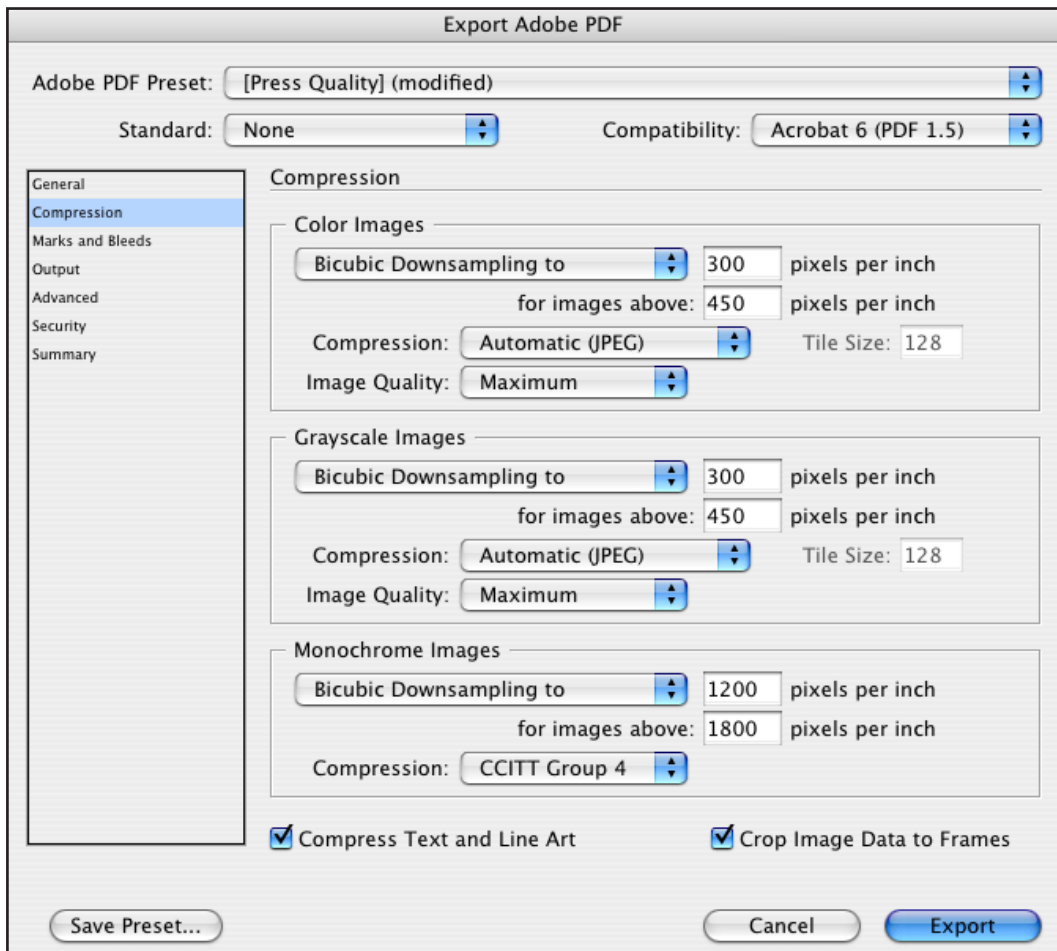 Export Adobe PDF
Adobe PDF Preset: [Press Quality] (modified)
Standard: None Compatibility: Acrobat 6 (PDF 1.5)
General
Compression
Marks and Bleeds
Output
Advanced
Security
Summary
Compression
Color Images
Bicubic Downsampling to 300 pixels per inch
for images above: 450 pixels per inch
Compression: Automatic (JPEG) Tile Size: 128
Image Quality: Maximum
Grayscale Images
Bicubic Downsampling to 300 pixels per inch
for images above: 450 pixels per inch
Compression: Automatic (JPEG) Tile Size: 128
Image Quality: Maximum
Monochrome Images
Bicubic Downsampling to 1200 pixels per inch
for images above: 1800 pixels per inch
Compression: CCITT Group 4
Compress Text and Line Art Crop Image Data to Frames
Save Preset... Cancel Export